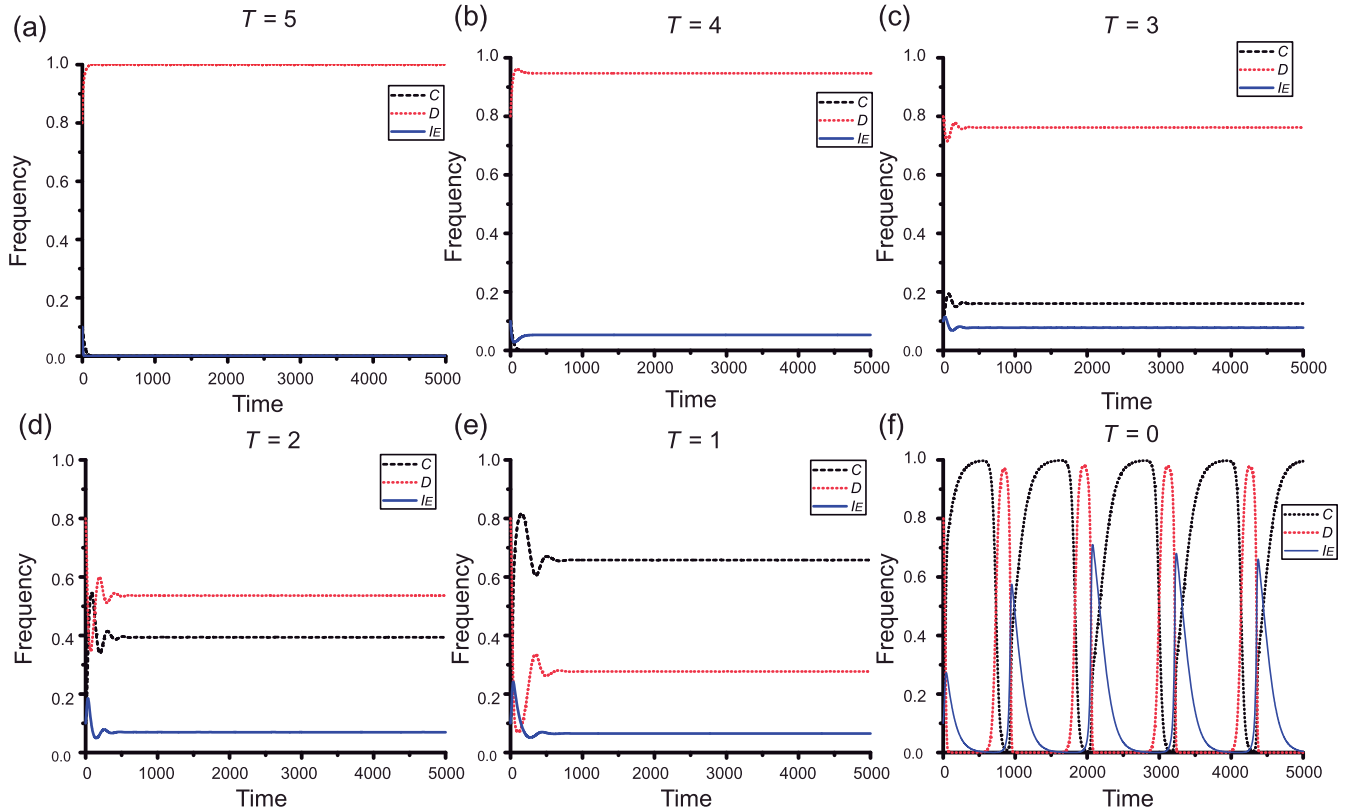 (a)
T = 5
1.0
0.8
0.6
0.4
0.2
0.0
Frequency
C
D
IE
0
1000
2000
3000
4000
5000
Time
(b)
T = 4
1.0
0.8
0.6
0.4
0.2
0.0
Frequency
C
D
IE
0
1000
2000
3000
4000
5000
Time
(c)
T = 3
1.0
0.8
0.6
0.4
0.2
0.0
Frequency
C
D
IE
0
1000
2000
3000
4000
5000
Time
(d)
T = 2
1.0
0.8
0.6
0.4
0.2
0.0
Frequency
C
D
IE
0
1000
2000
3000
4000
5000
Time
(e)
T = 1
1.0
0.8
0.6
0.4
0.2
0.0
Frequency
C
D
IE
0
1000
2000
3000
4000
5000
Time
(f)
T = 0
1.0
0.8
0.6
0.4
0.2
0.0
Frequency
C
D
IE
0
1000
2000
3000
4000
5000
Time